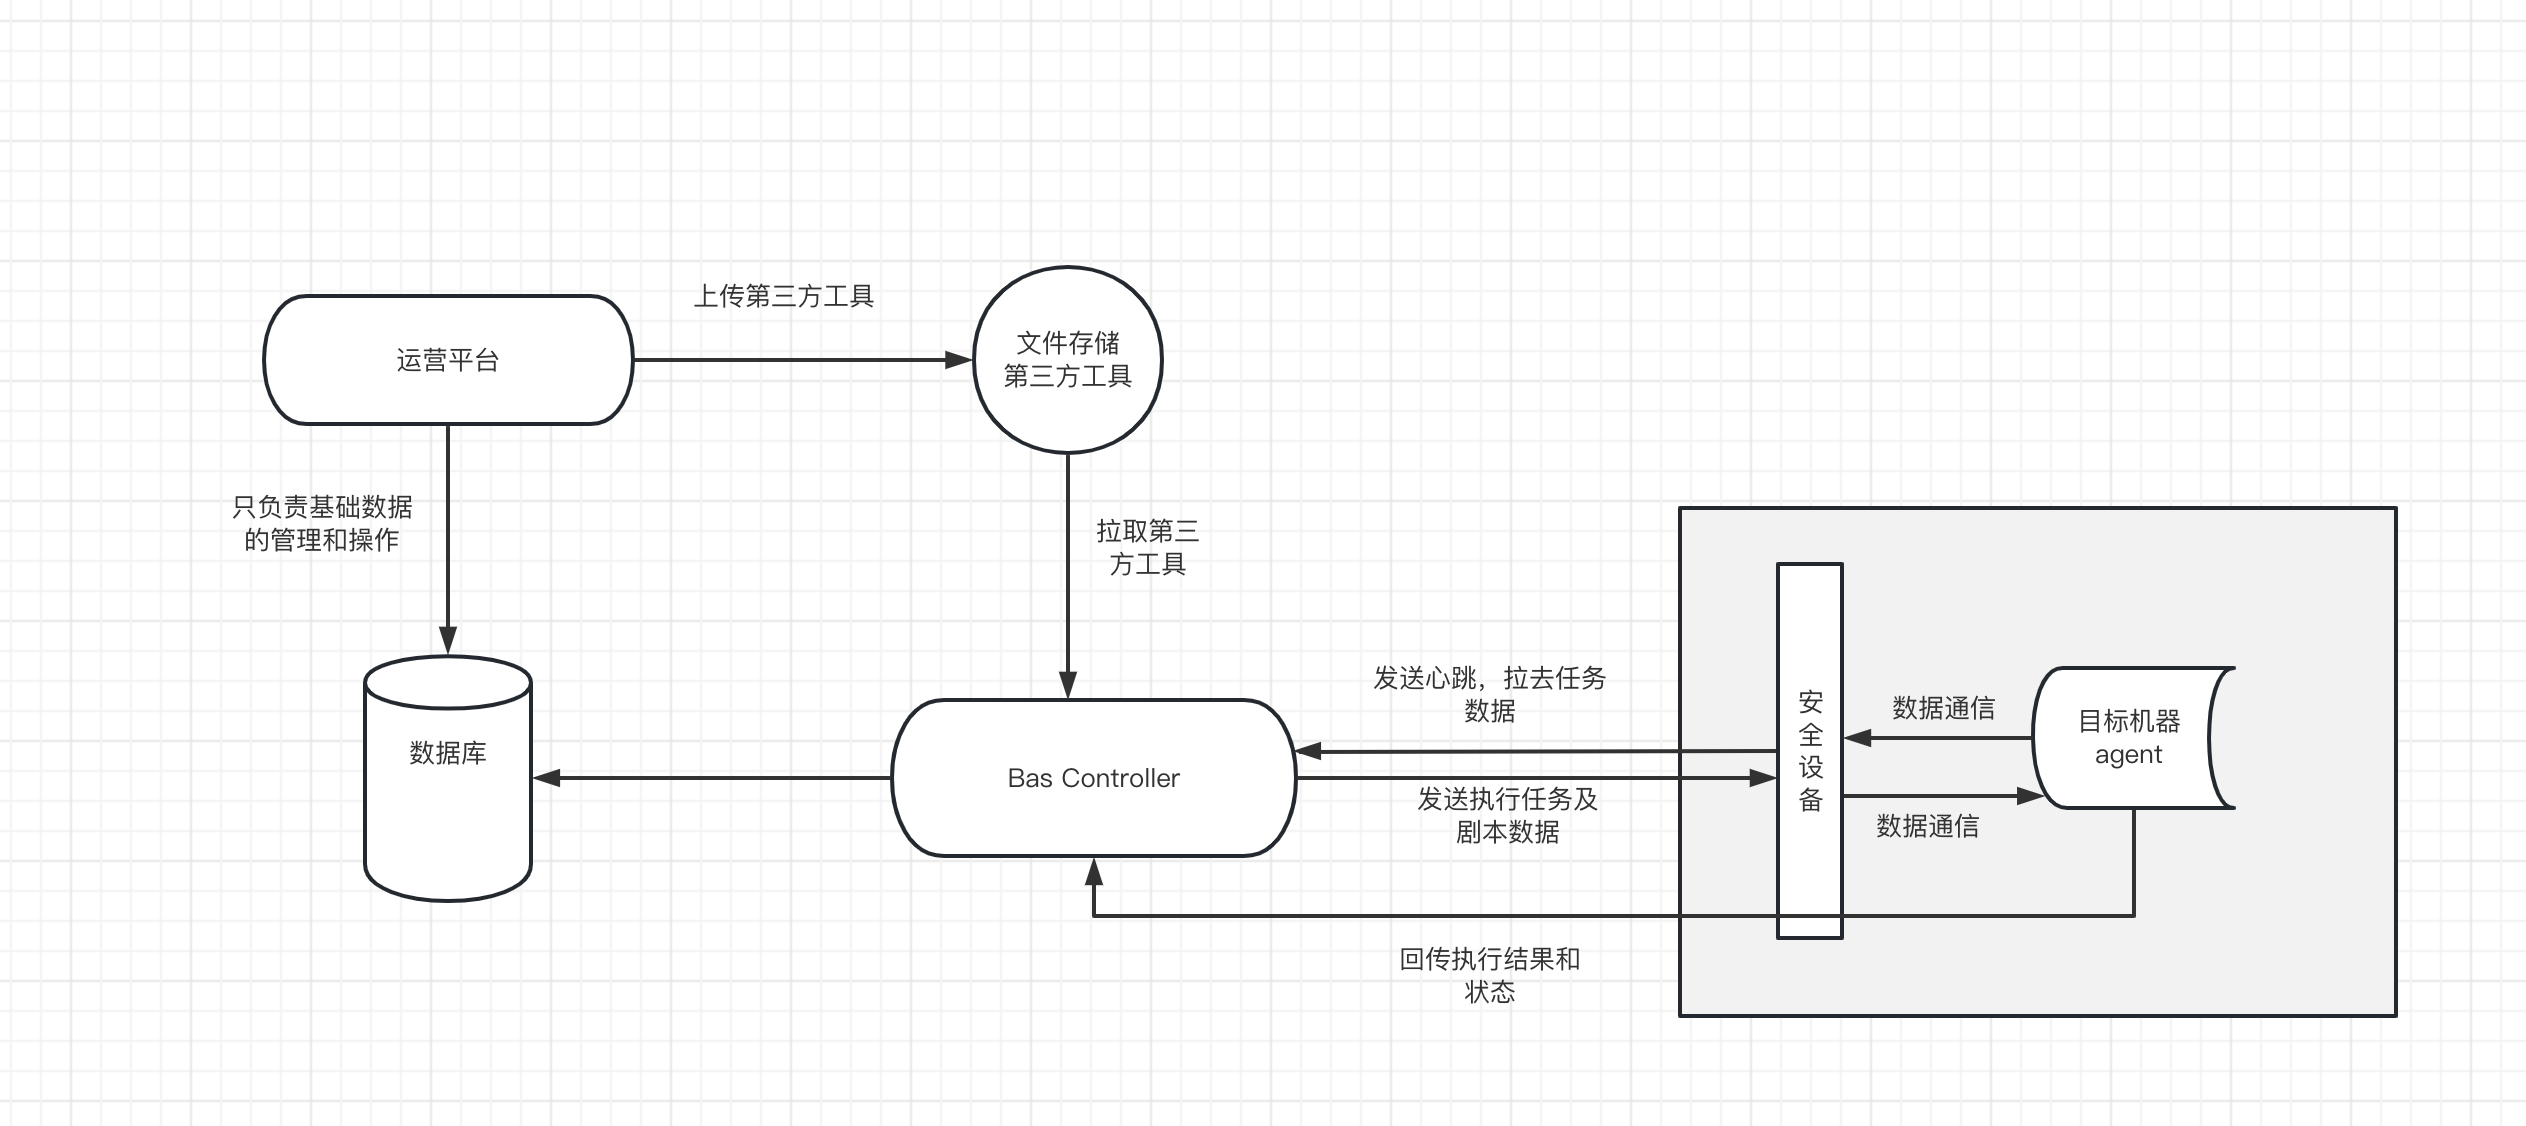 上传第三方工具
运营平台
文件存储
第三方工具
只负责基础数据
的管理和操作
拉取第三
方工具
数据库
Bas Controller
发送心跳，拉去任务
数据
发送执行任务及
剧本数据
回传执行结果和
状态
安
全
设
备
数据通信
数据通信
目标机器
agent